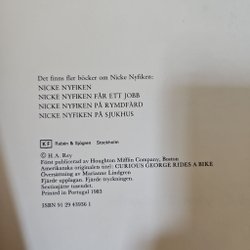 Det finns fler böcker om Nicke Nyfiken:
NICKE NYFIKEN
NICKE NYFIKEN FÅR ETT JOBB
NICKE NYFIKEN PÅ RYMDFÄRD
NICKE NYFIKEN PÅ SJUKHUS
Rabén & Sjögren Stockholm
© H.A. Rey
Först publicerad av Houghton Mifflin Company, Boston
Amerikanska originalets titel: CURIOUS GEORGE RIDES A BIKE
Översättning av Marianne Lindgren
Fjärde upplagan. Fjärde tryckningen.
Sextionde tusendet.
Printed in Portugal 1983
ISBN 91 29 43936 1